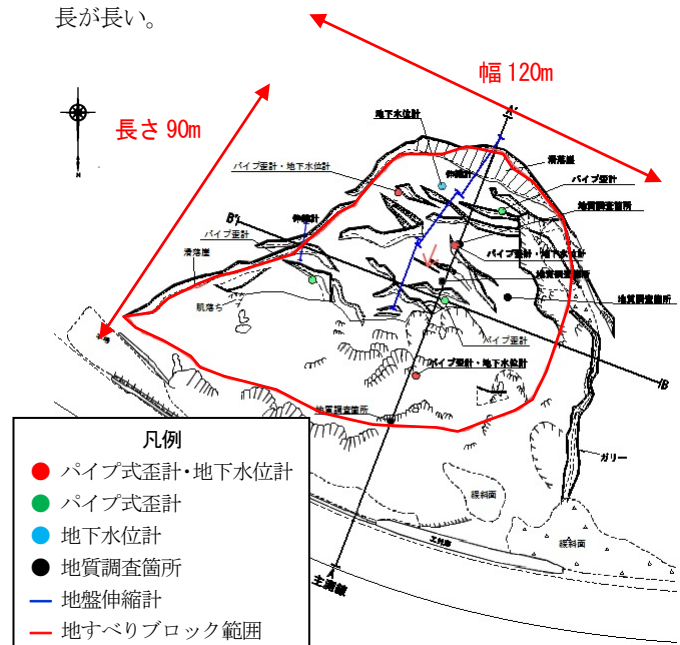 長が長い。
幅 120m
長さ 90m
A'
地下水位計
伸縮計
滑落崖
パイプ歪計・地下水位計
パイプ歪計
地質調査箇所
B'
伸縮計
パイプ歪計
滑落崖
パイプ歪計・地下水位計
地質調査箇所
地質調査箇所
肌落ち
パイプ歪計
パイプ歪計・地下水位計
B
地質調査箇所
ガリー
緩斜面
緩斜面
A
主測線
凡例
パイプ式歪計・地下水位計
パイプ式歪計
地下水位計
地質調査箇所
地盤伸縮計
地すべりブロック範囲